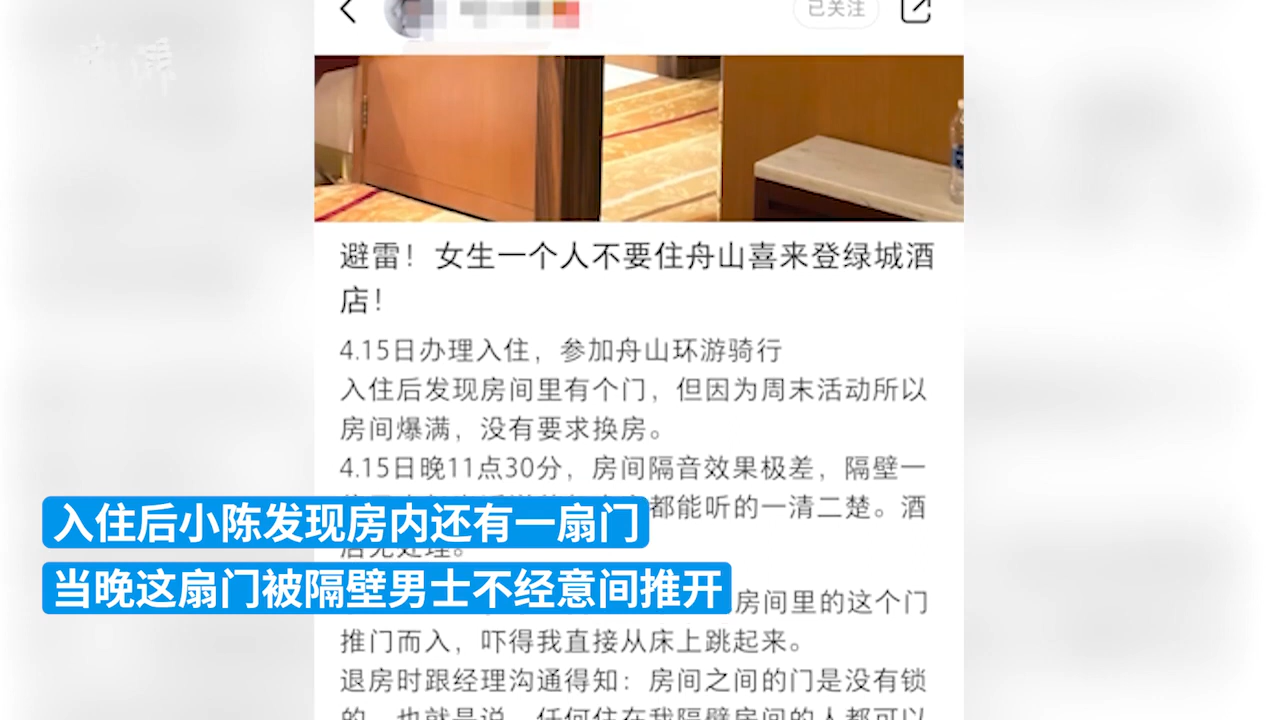 已关注
避雷！女生一个人不要住舟山喜来登绿城酒
店！
4.15日办理入住，参加舟山环游骑行
入住后发现房间里有个门，但因为周末活动所以
房间爆满，没有要求换房。
4.15日晚11点30分，房间隔音效果极差，隔壁一
都能听的一清二楚。酒
入住后小陈发现房内还有一扇门
当晚这扇门被隔壁男士不经意间推开
房间里的这个门
推门而入，吓得我直接从床上跳起来。
退房时跟经理沟通得知：房间之间的门是没有锁
的，也就是说，任何住在我隔壁房间的人都可以